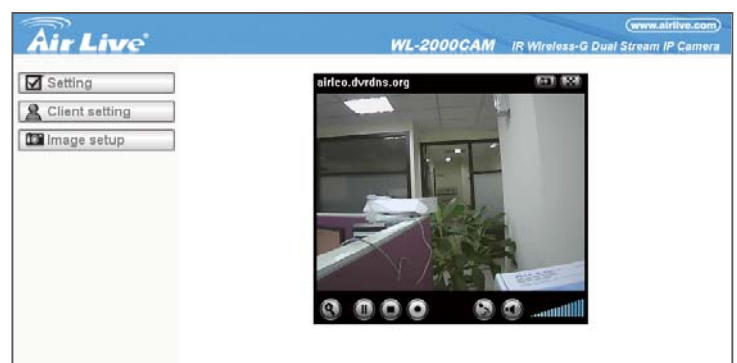 www.airlive.com
Air Live®
WL-2000CAM IR Wireless-G Dual Stream IP Camera
Setting
Client setting
Image setup
airlco.dvrdns.org